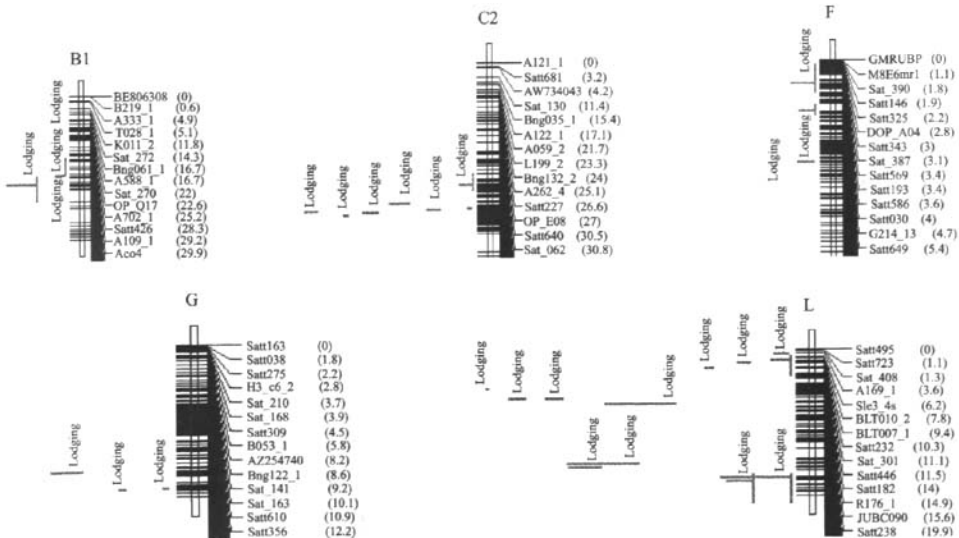 B1
Lodging
Lodging
Lodging
Lodging
Lodging
BE806308 (0)
B219_1 (0.6)
A333_1 (4.9)
T028_1 (5.1)
K011_2 (11.8)
Sat_272 (14.3)
Bng061_1 (16.7)
A588_1 (16.7)
Sat_270 (22)
OP_Q17 (22.6)
A702_1 (25.2)
Satt426 (28.3)
A109_1 (29.2)
Aco4 (29.9)
C2
Lodging
Lodging
Lodging
Lodging
Lodging
Lodging
Lodging
A121_1 (0)
Satt681 (3.2)
AW734043 (4.2)
Sat_130 (11.4)
Bng035_1 (15.4)
A122_1 (17.1)
A059_2 (21.7)
L199_2 (23.3)
Bng132_2 (24)
A262_4 (25.1)
Satt227 (26.6)
OP_E08 (27)
Satt640 (30.5)
Sat_062 (30.8)
F
Lodging
Lodging
Lodging
GMRUBP (0)
M8E6mr1 (1.1)
Sat_390 (1.8)
Satt146 (1.9)
Satt325 (2.2)
DOP_A04 (2.8)
Satt343 (3)
Sat_387 (3.1)
Satt569 (3.4)
Satt193 (3.4)
Satt586 (3.6)
Satt030 (4)
G214_13 (4.7)
Satt649 (5.4)
G
Lodging
Lodging
Lodging
Satt163 (0)
Satt038 (1.8)
Satt275 (2.2)
H3_c6_2 (2.8)
Sat_210 (3.7)
Sat_168 (3.9)
Satt309 (4.5)
B053_1 (5.8)
AZ254740 (8.2)
Bng122_1 (8.6)
Sat_141 (9.2)
Sat_163 (10.1)
Satt610 (10.9)
Satt356 (12.2)
L
Lodging
Lodging
Lodging
Lodging
Lodging
Lodging
Lodging
Lodging
Lodging
Lodging
Lodging
Satt495 (0)
Satt723 (1.1)
Sat_408 (1.3)
A169_1 (3.6)
Sle3_4s (6.2)
BLT010_2 (7.8)
BLT007_1 (9.4)
Satt232 (10.3)
Sat_301 (11.1)
Satt446 (11.5)
Satt182 (14)
R176_1 (14.9)
JUBC090 (15.6)
Satt238 (19.9)